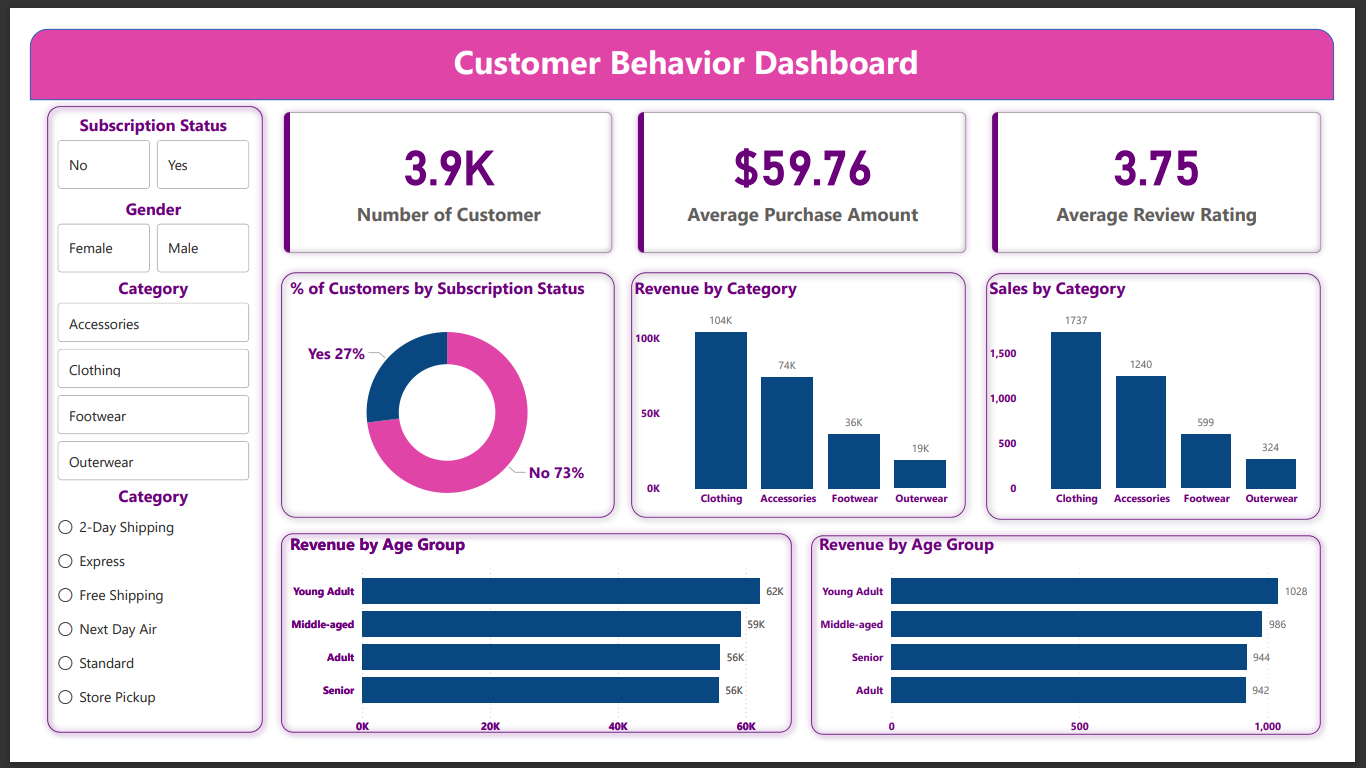 Customer Behavior Dashboard
Subscription Status
No
Yes
Gender
Female
Male
Category
Accessories
Clothing
Footwear
Outerwear
Category
2-Day Shipping
Express
Free Shipping
Next Day Air
Standard
Store Pickup
3.9K
Number of Customer
$59.76
Average Purchase Amount
3.75
Average Review Rating
% of Customers by Subscription Status
Yes 27%
No 73%
Revenue by Category
100K
50K
0K
104K
74K
36K
19K
Clothing
Accessories
Footwear
Outerwear
Sales by Category
1,500
1,000
500
0
1737
1240
599
324
Clothing
Accessories
Footwear
Outerwear
Revenue by Age Group
Young Adult
62K
Middle-aged
59K
Adult
56K
Senior
56K
0K
20K
40K
60K
Revenue by Age Group
Young Adult
1028
Middle-aged
986
Senior
944
Adult
942
0
500
1,000